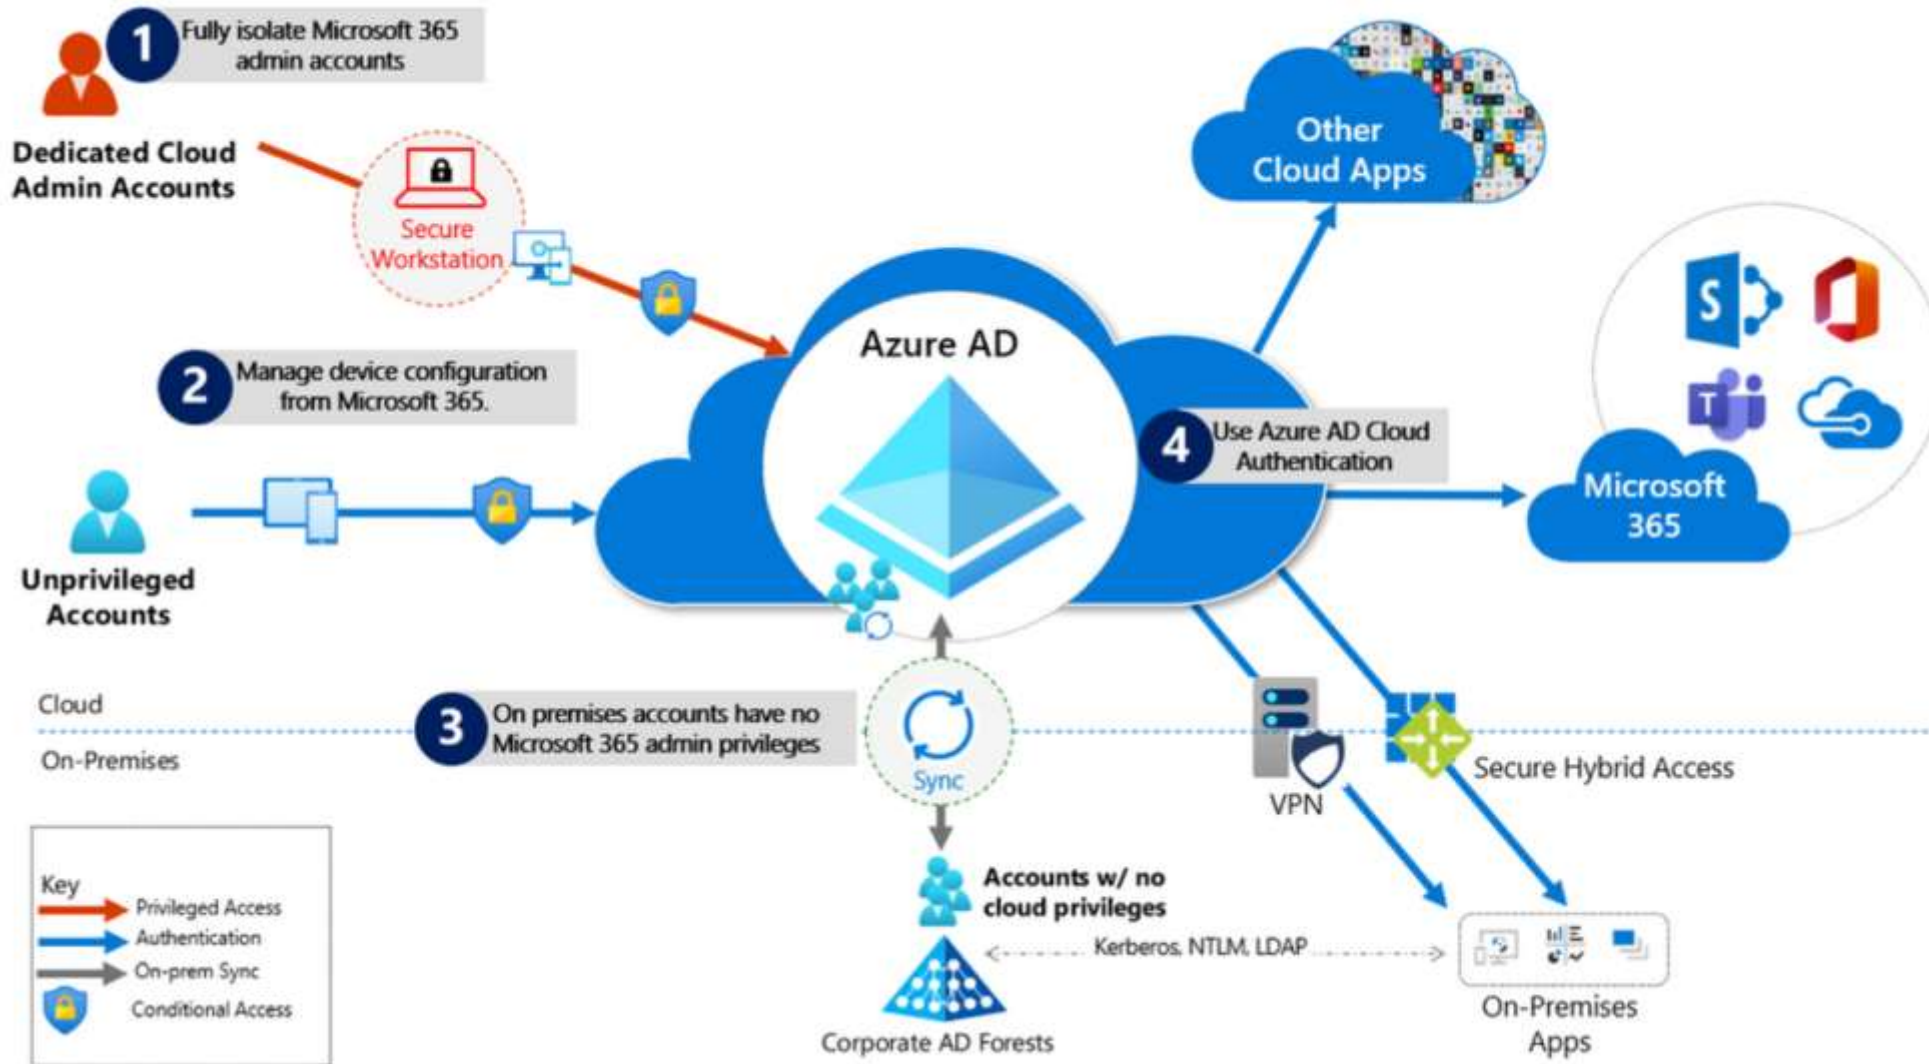 1
Fully isolate Microsoft 365
admin accounts
Dedicated Cloud
Admin Accounts
Secure
Workstation
Other
Cloud Apps
Azure AD
2
Manage device configuration
from Microsoft 365.
4
Use Azure AD Cloud
Authentication
S
T
Microsoft
365
Unprivileged
Accounts
Cloud
On-Premises
3
On premises accounts have no
Microsoft 365 admin privileges
Sync
VPN
Secure Hybrid Access
Key
Privileged Access
Authentication
On-prem Sync
Conditional Access
Accounts w/ no
cloud privileges
Kerberos, NTLM, LDAP
Corporate AD Forests
On-Premises
Apps